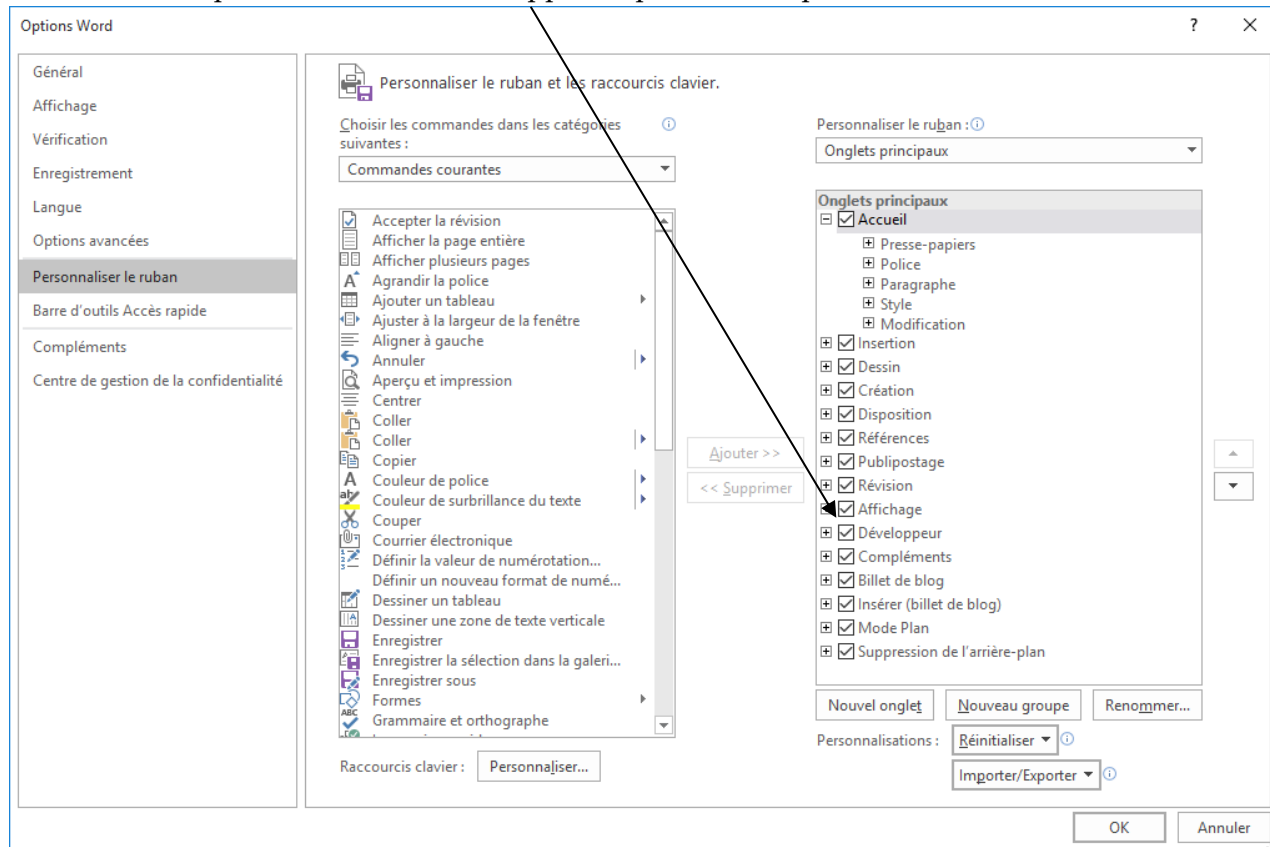 Options Word
?
Général
Affichage
Vérification
Enregistrement
Langue
Options avancées
Personnaliser le ruban
Barre d'outils Accès rapide
Compléments
Centre de gestion de la confidentialité
Personnaliser le ruban et les raccourcis clavier.
Choisir les commandes dans les catégories
suivantes :
Commandes courantes
Accepter la révision
Afficher la page entière
Afficher plusieurs pages
Agrandir la police
Ajouter un tableau
Ajuster à la largeur de la fenêtre
Aligner à gauche
Annuler
Aperçu et impression
Centrer
Coller
Coller
Copier
Couleur de police
Couleur de surbrillance du texte
Couper
Courrier électronique
Définir la valeur de numérotation...
Définir un nouveau format de numé...
Dessiner un tableau
Dessiner une zone de texte verticale
Enregistrer
Enregistrer la sélection dans la galeri...
Enregistrer sous
Formes
Grammaire et orthographe
Raccourcis clavier :
Personnaliser...
Ajouter >>
<< Supprimer
Personnaliser le ruban :
Onglets principaux
Onglets principaux
Accueil
Presse-papiers
Police
Paragraphe
Style
Modification
Insertion
Dessin
Création
Disposition
Références
Publipostage
Révision
Affichage
Développeur
Compléments
Billet de blog
Insérer (billet de blog)
Mode Plan
Suppression de l'arrière-plan
Nouvel onglet
Nouveau groupe
Renommer...
Personnalisations :
Réinitialiser
Importer/Exporter
OK
Annuler